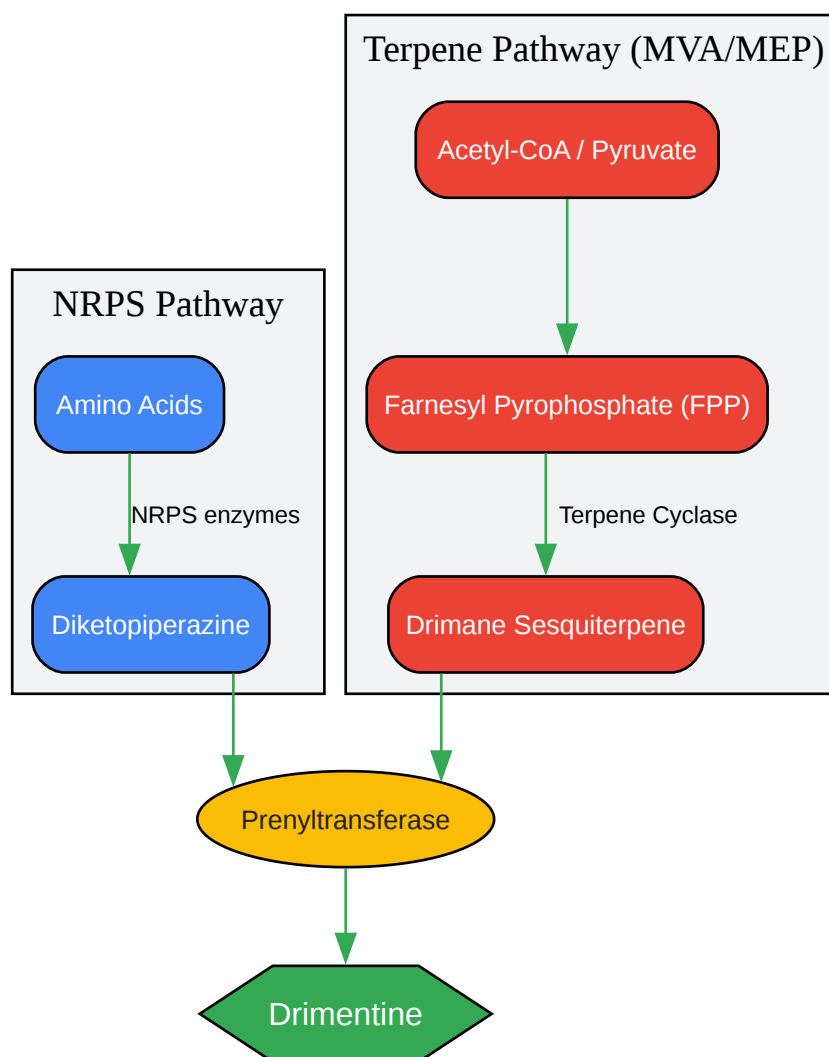 Terpene Pathway (MVA/MEP)
Acetyl-CoA / Pyruvate
NRPS Pathway
Amino Acids
Farnesyl Pyrophosphate (FPP)
NRPS enzymes
Terpene Cyclase
Diketopiperazine
Drimane Sesquiterpene
Prenyltransferase
Drimentine